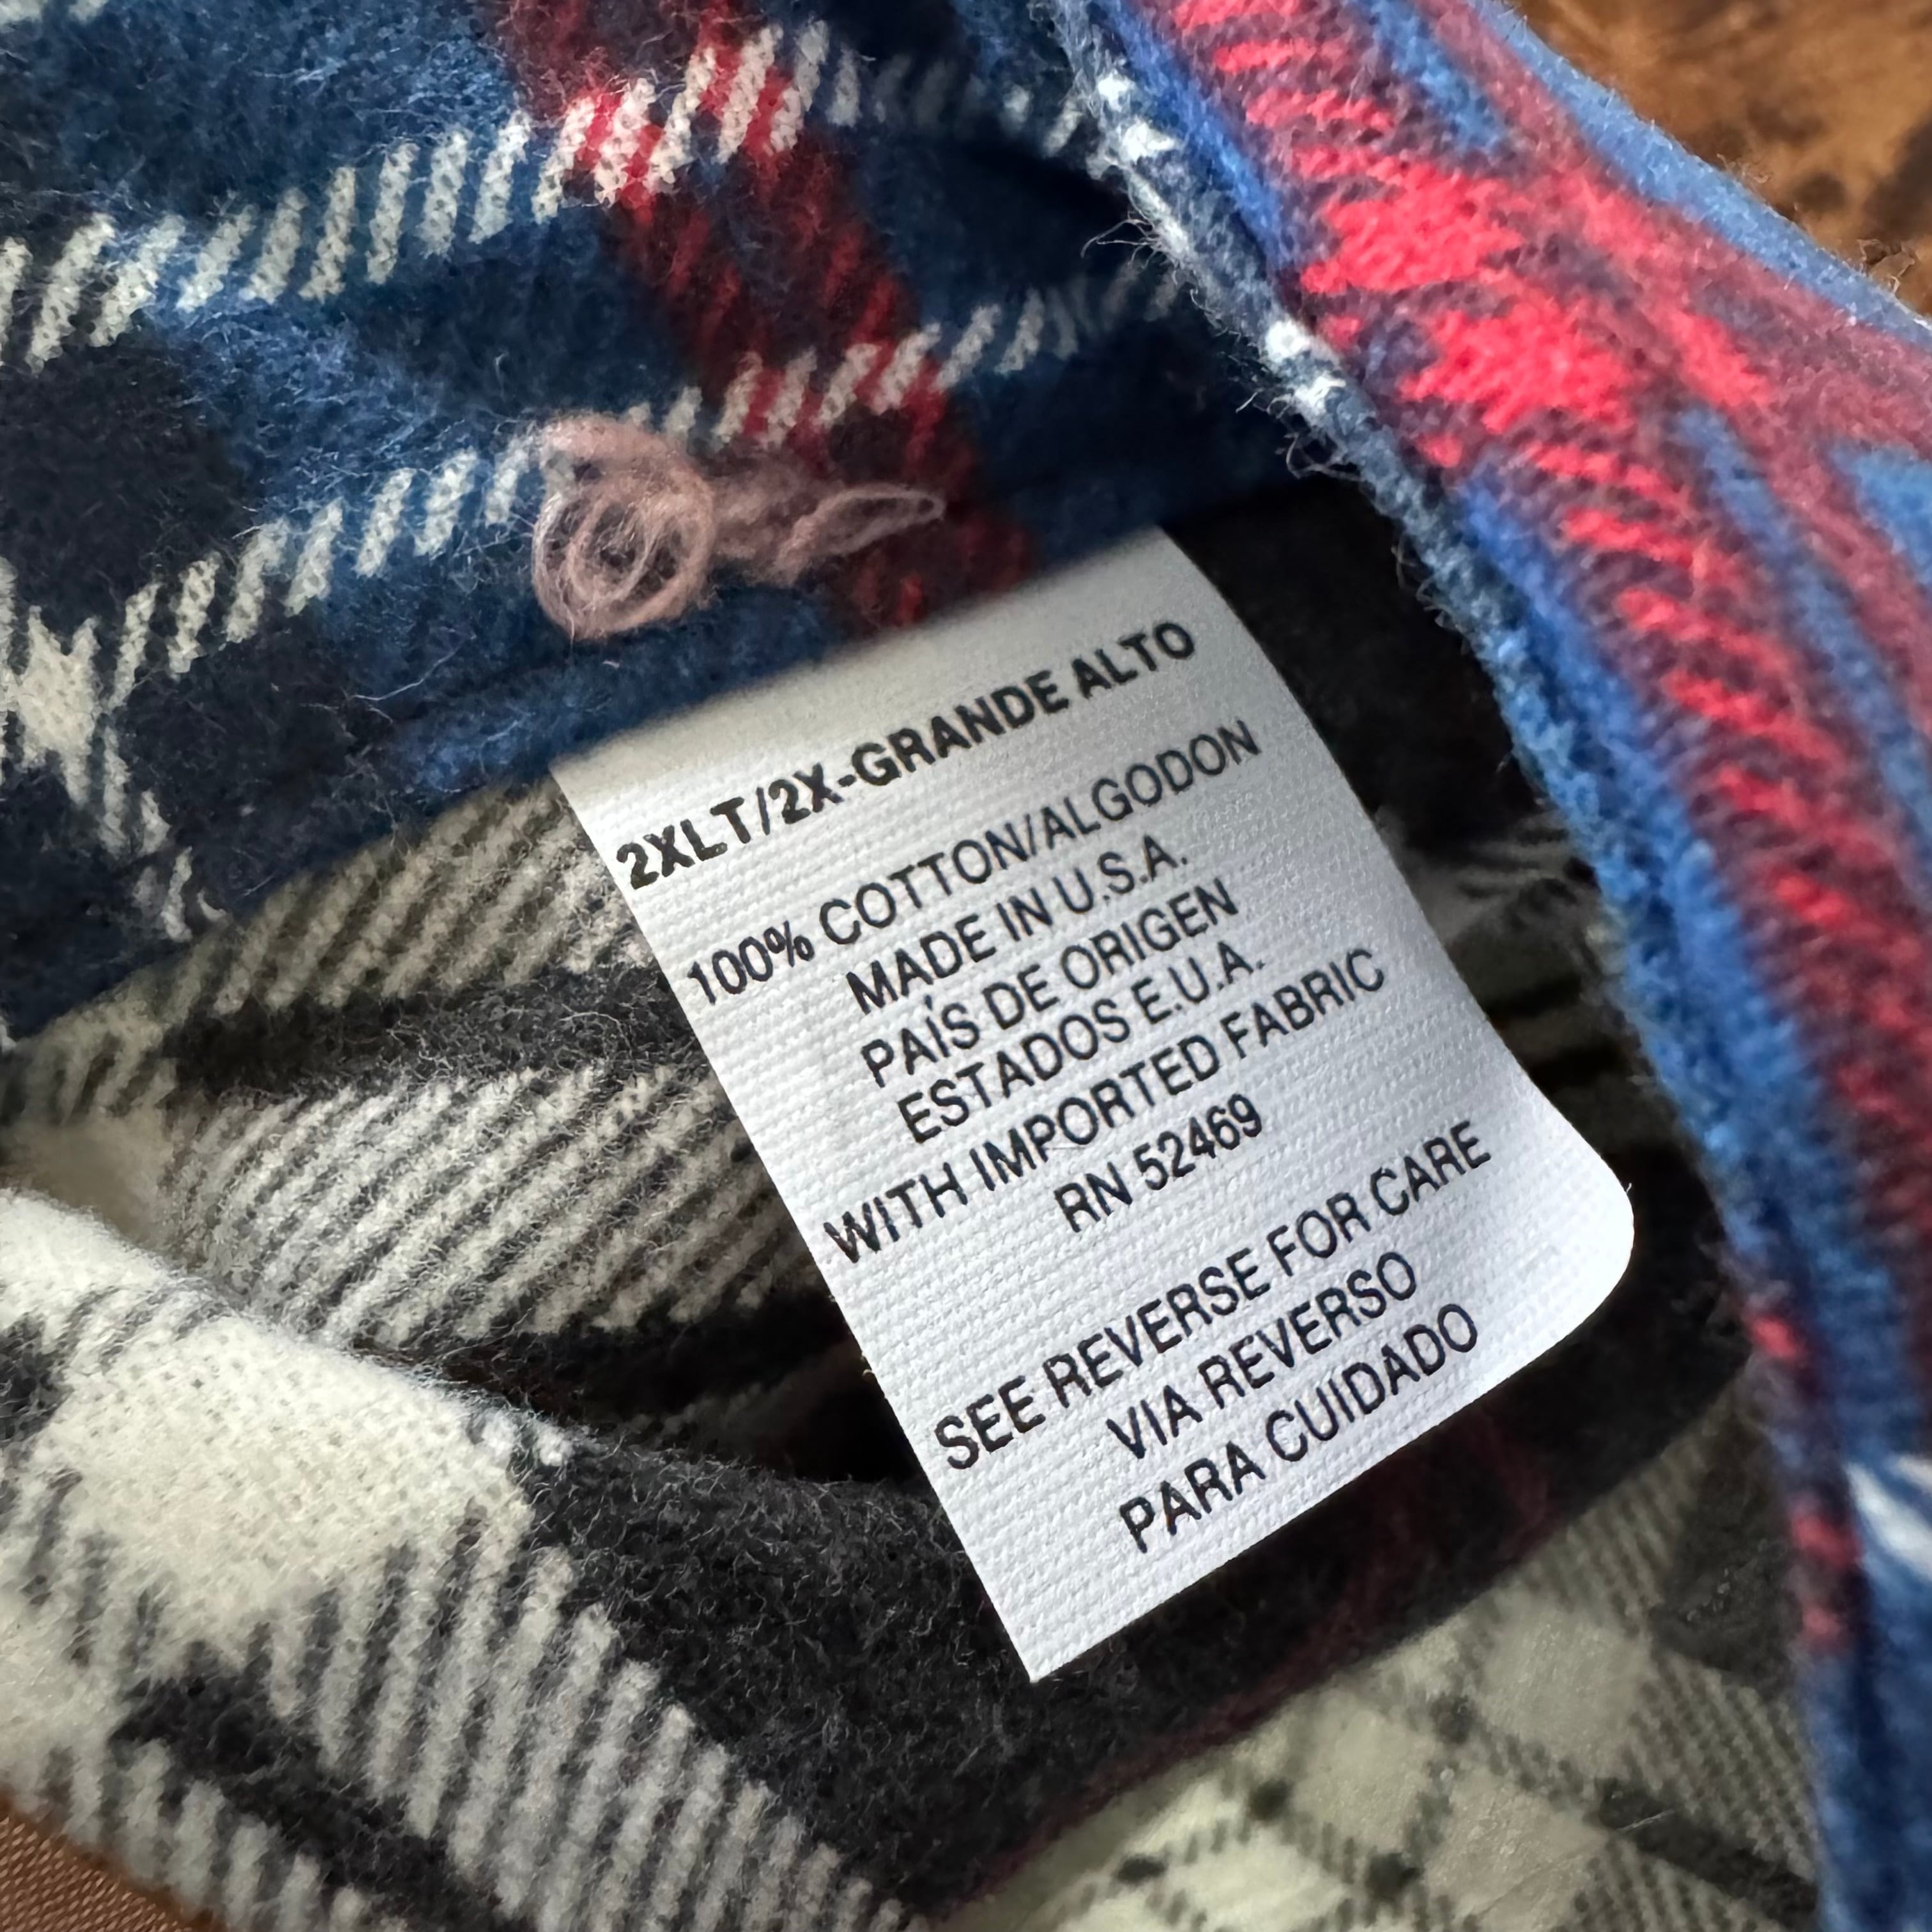 2XLT/2X-GRANDE ALTO
100% COTTON/ALGODON
MADE IN U.S.A.
PAÍS DE ORIGEN
ESTADOS E.U.A.
WITH IMPORTED FABRIC
RN 52469
SEE REVERSE FOR CARE
VIA REVERSO
PARA CUIDADO